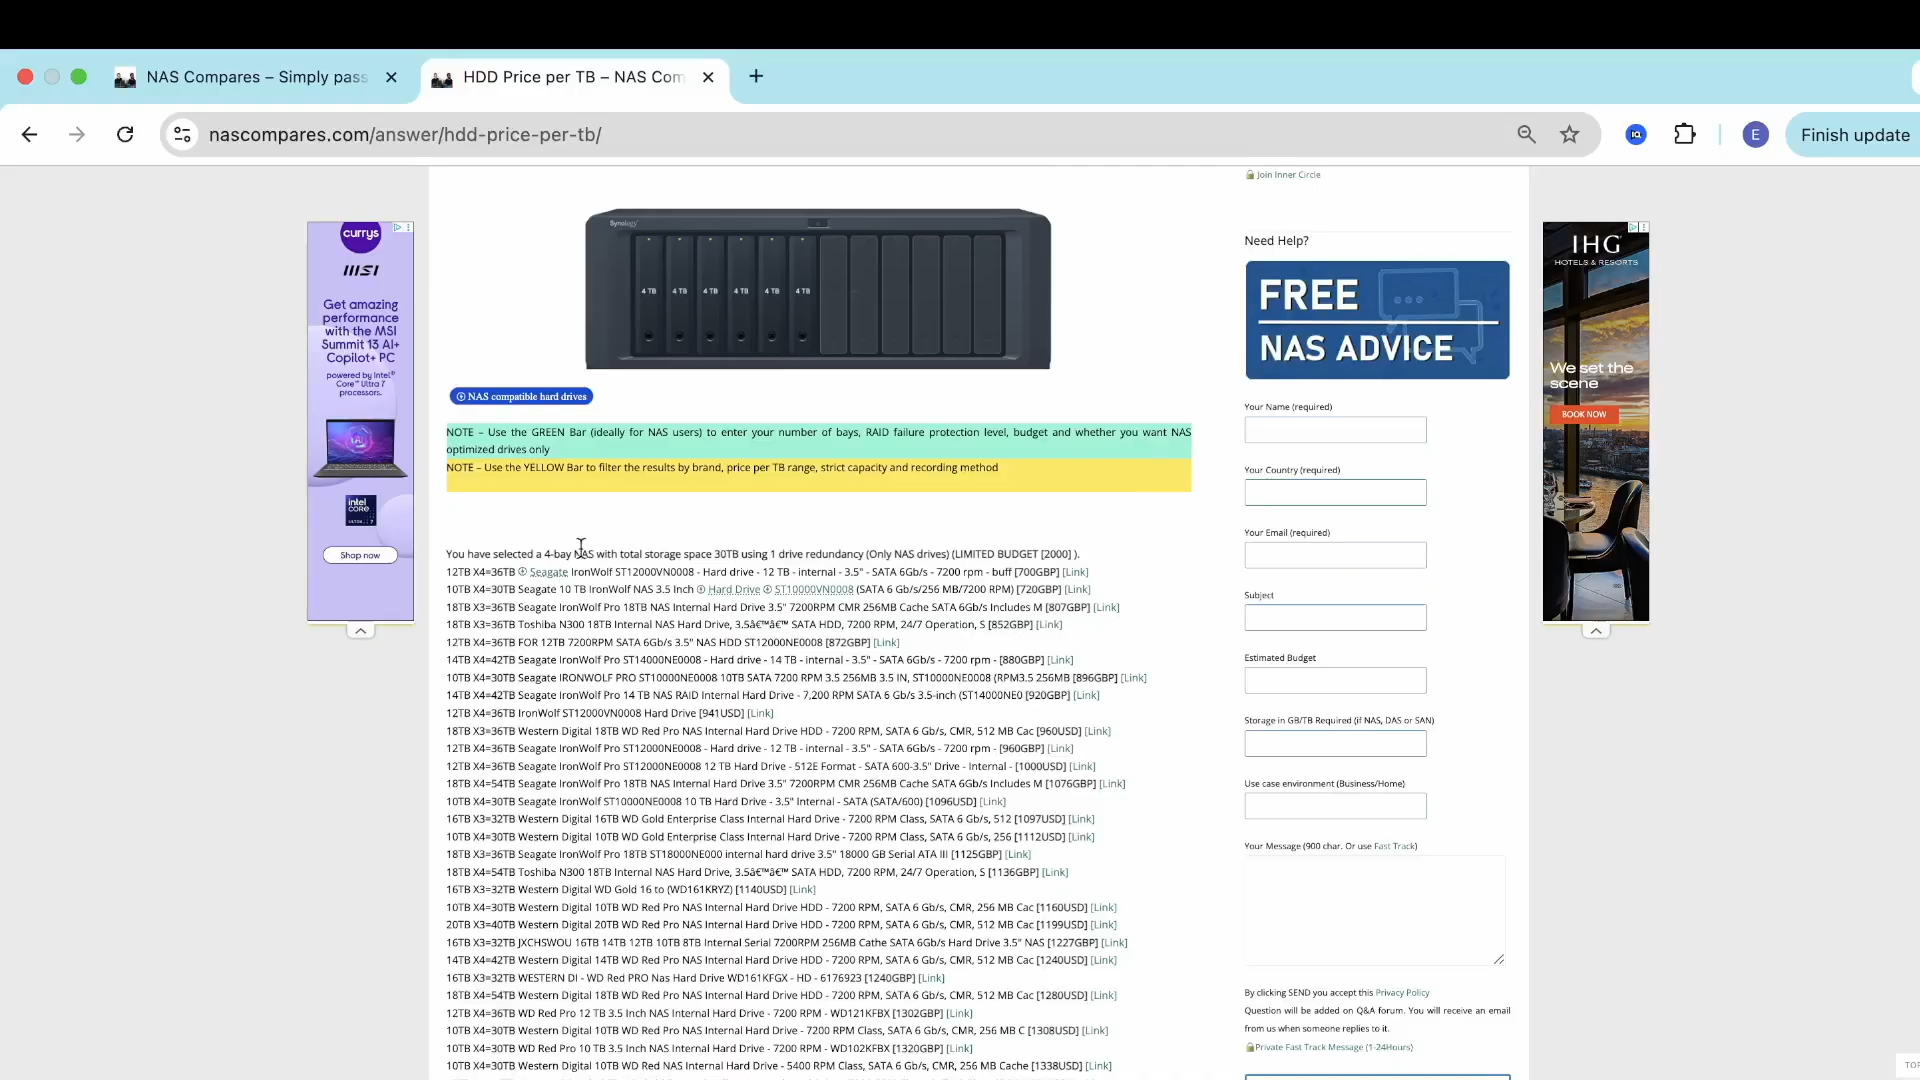 NAS Compares – Simply pass
HDD Price per TB – NAS Com
nascompares.com/answer/hdd-price-per-tb/
E
Finish update
Join Inner Circle
Synology
4 TB 4 TB 4 TB 4 TB 4 TB 4 TB
NAS compatible hard drives
NOTE – Use the GREEN Bar (ideally for NAS users) to enter your number of bays, RAID failure protection level, budget and whether you want NAS
optimized drives only
NOTE – Use the YELLOW Bar to filter the results by brand, price per TB range, strict capacity and recording method
You have selected a 4-bay NAS with total storage space 30TB using 1 drive redundancy (Only NAS drives) (LIMITED BUDGET [2000] ).
12TB X4=36TB Seagate IronWolf ST12000VN0008 - Hard drive - 12 TB - internal - 3.5" - SATA 6Gb/s - 7200 rpm - buff [700GBP] [Link]
10TB X4=30TB Seagate 10 TB IronWolf NAS 3.5 Inch Hard Drive ST10000VN0008 (SATA 6 Gb/s/256 MB/7200 RPM) [720GBP] [Link]
18TB X3=36TB Seagate IronWolf Pro 18TB NAS Internal Hard Drive 3.5" 7200RPM CMR 256MB Cache SATA 6Gb/s Includes M [807GBP] [Link]
18TB X3=36TB Toshiba N300 18TB Internal NAS Hard Drive, 3.5â€™â€™ SATA HDD, 7200 RPM, 24/7 Operation, S [852GBP] [Link]
12TB X4=36TB FOR 12TB 7200RPM SATA 6Gb/s 3.5" NAS HDD ST12000NE0008 [872GBP] [Link]
14TB X4=42TB Seagate IronWolf Pro ST14000NE0008 - Hard drive - 14 TB - internal - 3.5" - SATA 6Gb/s - 7200 rpm - [880GBP] [Link]
10TB X4=30TB Seagate IRONWOLF PRO ST10000NE0008 10TB SATA 7200 RPM 3.5 256MB 3.5 IN, ST10000NE0008 (RPM3.5 256MB [896GBP] [Link]
14TB X4=42TB Seagate IronWolf Pro 14 TB NAS RAID Internal Hard Drive - 7,200 RPM SATA 6 Gb/s 3.5-inch (ST14000NE0 [920GBP] [Link]
12TB X4=36TB IronWolf ST12000VN0008 Hard Drive [941USD] [Link]
18TB X3=36TB Western Digital 18TB WD Red Pro NAS Internal Hard Drive HDD - 7200 RPM, SATA 6 Gb/s, CMR, 512 MB Cac [960USD] [Link]
12TB X4=36TB Seagate IronWolf Pro ST12000NE0008 - Hard drive - 12 TB - internal - 3.5" - SATA 6Gb/s - 7200 rpm - [960GBP] [Link]
12TB X4=36TB Seagate IronWolf Pro ST12000NE0008 12 TB Hard Drive - 512E Format - SATA 600-3.5" Drive - Internal - [1000USD] [Link]
18TB X4=54TB Seagate IronWolf Pro 18TB NAS Internal Hard Drive 3.5" 7200RPM CMR 256MB Cache SATA 6Gb/s Includes M [1076GBP] [Link]
10TB X4=30TB Seagate IronWolf ST10000NE0008 10 TB Hard Drive - 3.5" Internal - SATA (SATA/600) [1096USD] [Link]
16TB X3=32TB Western Digital 16TB WD Gold Enterprise Class Internal Hard Drive - 7200 RPM Class, SATA 6 Gb/s, 512 [1097USD] [Link]
10TB X4=30TB Western Digital 10TB WD Gold Enterprise Class Internal Hard Drive - 7200 RPM Class, SATA 6 Gb/s, 256 [1112USD] [Link]
18TB X3=36TB Seagate IronWolf Pro 18TB ST18000NE000 internal hard drive 3.5" 18000 GB Serial ATA III [1125GBP] [Link]
18TB X4=54TB Toshiba N300 18TB Internal NAS Hard Drive, 3.5â€™â€™ SATA HDD, 7200 RPM, 24/7 Operation, S [1136GBP] [Link]
16TB X3=32TB Western Digital WD Gold 16 to (WD161KRYZ) [1140USD] [Link]
10TB X4=30TB Western Digital 10TB WD Red Pro NAS Internal Hard Drive HDD - 7200 RPM, SATA 6 Gb/s, CMR, 256 MB Cac [1160USD] [Link]
20TB X3=40TB Western Digital 20TB WD Red Pro NAS Internal Hard Drive HDD - 7200 RPM, SATA 6 Gb/s, CMR, 512 MB Cac [1199USD] [Link]
16TB X3=32TB JXCHSWOU 16TB 14TB 12TB 10TB 8TB Internal Serial 7200RPM 256MB Cathe SATA 6Gb/s Hard Drive 3.5" NAS [1227GBP] [Link]
14TB X4=42TB Western Digital 14TB WD Red Pro NAS Internal Hard Drive HDD - 7200 RPM, SATA 6 Gb/s, CMR, 512 MB Cac [1240USD] [Link]
16TB X3=32TB WESTERN DI - WD Red PRO Nas Hard Drive WD161KFGX - HD - 6176923 [1240GBP] [Link]
18TB X4=54TB Western Digital 18TB WD Red Pro NAS Internal Hard Drive HDD - 7200 RPM, SATA 6 Gb/s, CMR, 512 MB Cac [1280USD] [Link]
12TB X4=36TB WD Red Pro 12 TB 3.5 Inch NAS Internal Hard Drive - 7200 RPM - WD121KFBX [1302GBP] [Link]
10TB X4=30TB Western Digital 10TB WD Red Pro NAS Internal Hard Drive - 7200 RPM Class, SATA 6 Gb/s, CMR, 256 MB C [1308USD] [Link]
10TB X4=30TB WD Red Pro 10 TB 3.5 Inch NAS Internal Hard Drive - 7200 RPM - WD102KFBX [1320GBP] [Link]
10TB X4=30TB Western Digital 10TB WD Red Pro NAS Internal Hard Drive - 5400 RPM Class, SATA 6 Gb/s, CMR, 256 MB Cache [1338USD] [Link]
Need Help?
FREE
NAS ADVICE
Your Name (required)
Your Country (required)
Your Email (required)
Subject
Estimated Budget
Storage in GB/TB Required (if NAS, DAS or SAN)
Use case environment (Business/Home)
Your Message (900 char. Or use Fast Track)
By clicking SEND you accept this Privacy Policy
Question will be added on Q&A forum. You will receive an email
from us when someone replies to it.
Private Fast Track Message (1-24Hours)
currys
msi
Get amazing
performance
with the MSI
Summit 13 AI+
Copilot+ PC
powered by Intel®
Core™ Ultra 7
processors.
intel
CORE
Shop now
IHG
HOTELS & RESORTS
We set the
scene
BOOK NOW